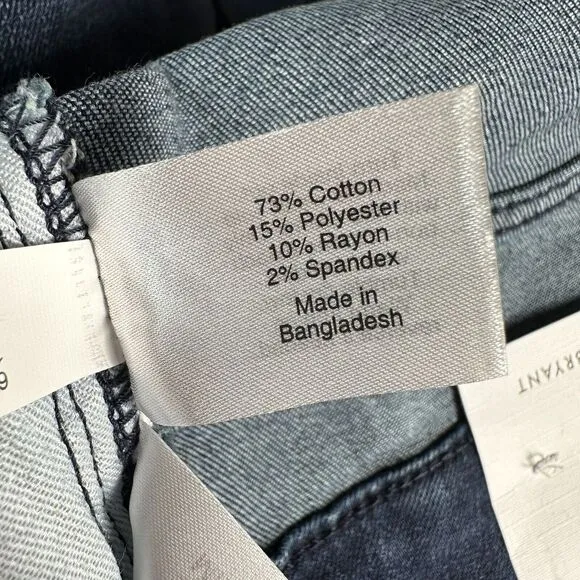 73% Cotton
15% Polyester
10% Rayon
2% Spandex
Made in
Bangladesh
BRYANT